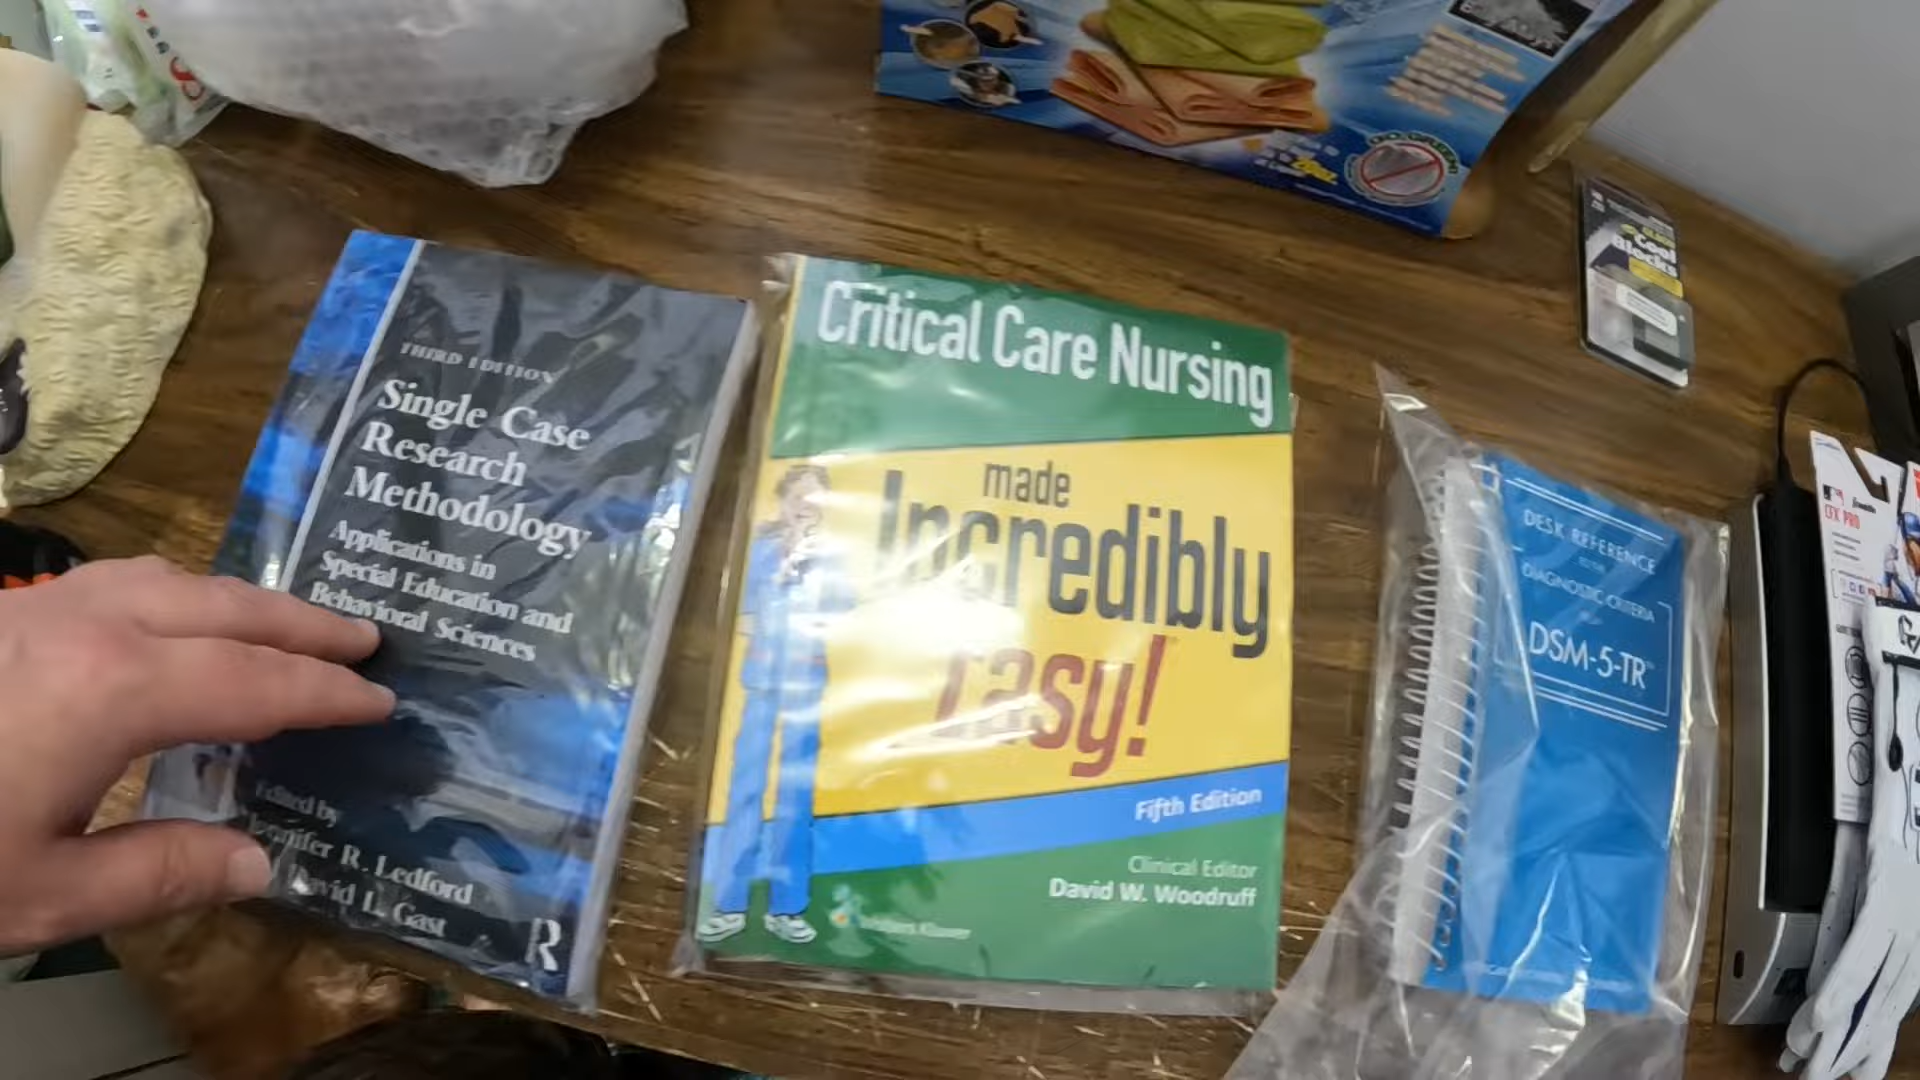 THIRD EDITION
Single Case
Research
Methodology
Applications in
Special Education and
Behavioral Sciences
Edited by
Jennifer R. Ledford
David L. Gast
R
Critical Care Nursing
made
Incredibly
Easy!
Fifth Edition
Clinical Editor
David W. Woodruff
Wolters Kluwer
DESK REFERENCE
TO THE
DIAGNOSTIC CRITERIA
DSM-5-TR
Cool
Blocks
CFX PRO